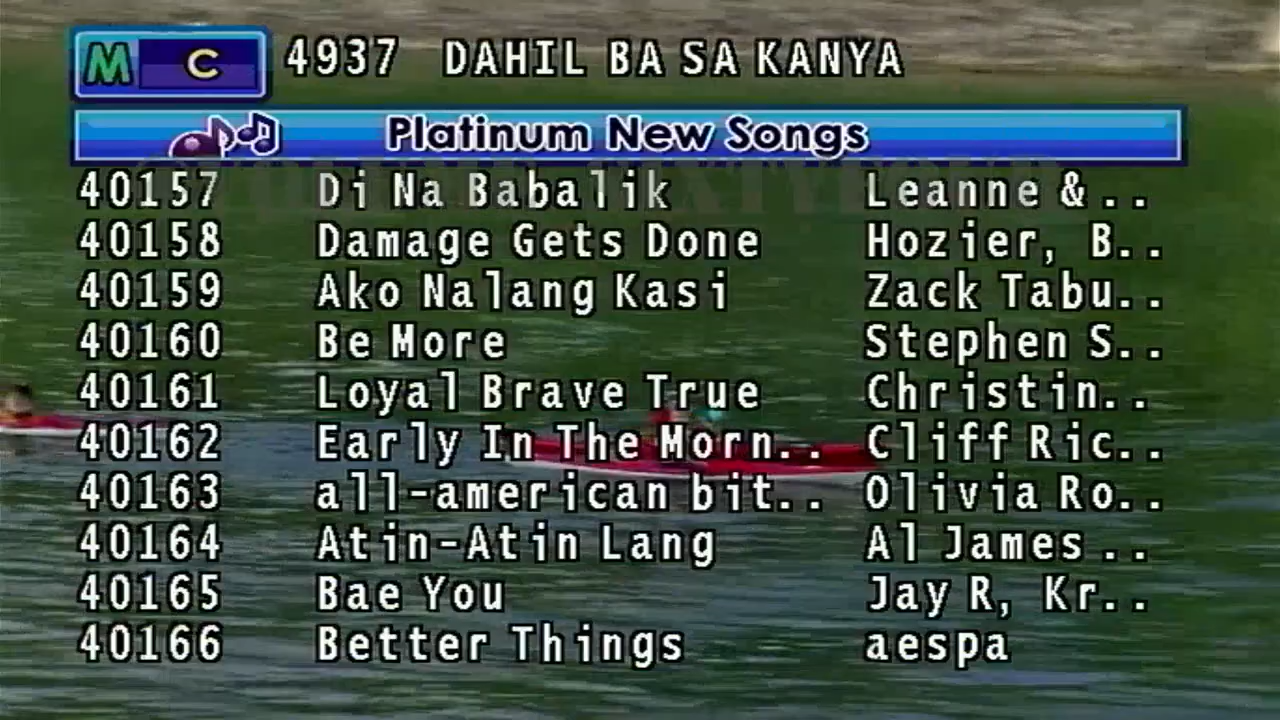 M C 4937 DAHIL BA SA KANYA
Platinum New Songs
40157 Di Na Babalik Leanne & ..
40158 Damage Gets Done Hozier, B..
40159 Ako Nalang Kasi Zack Tabu..
40160 Be More Stephen S..
40161 Loyal Brave True Christin..
40162 Early In The Morn.. Cliff Ric..
40163 all-american bit.. Olivia Ro..
40164 Atin-Atin Lang Al James ..
40165 Bae You Jay R, Kr..
40166 Better Things aespa